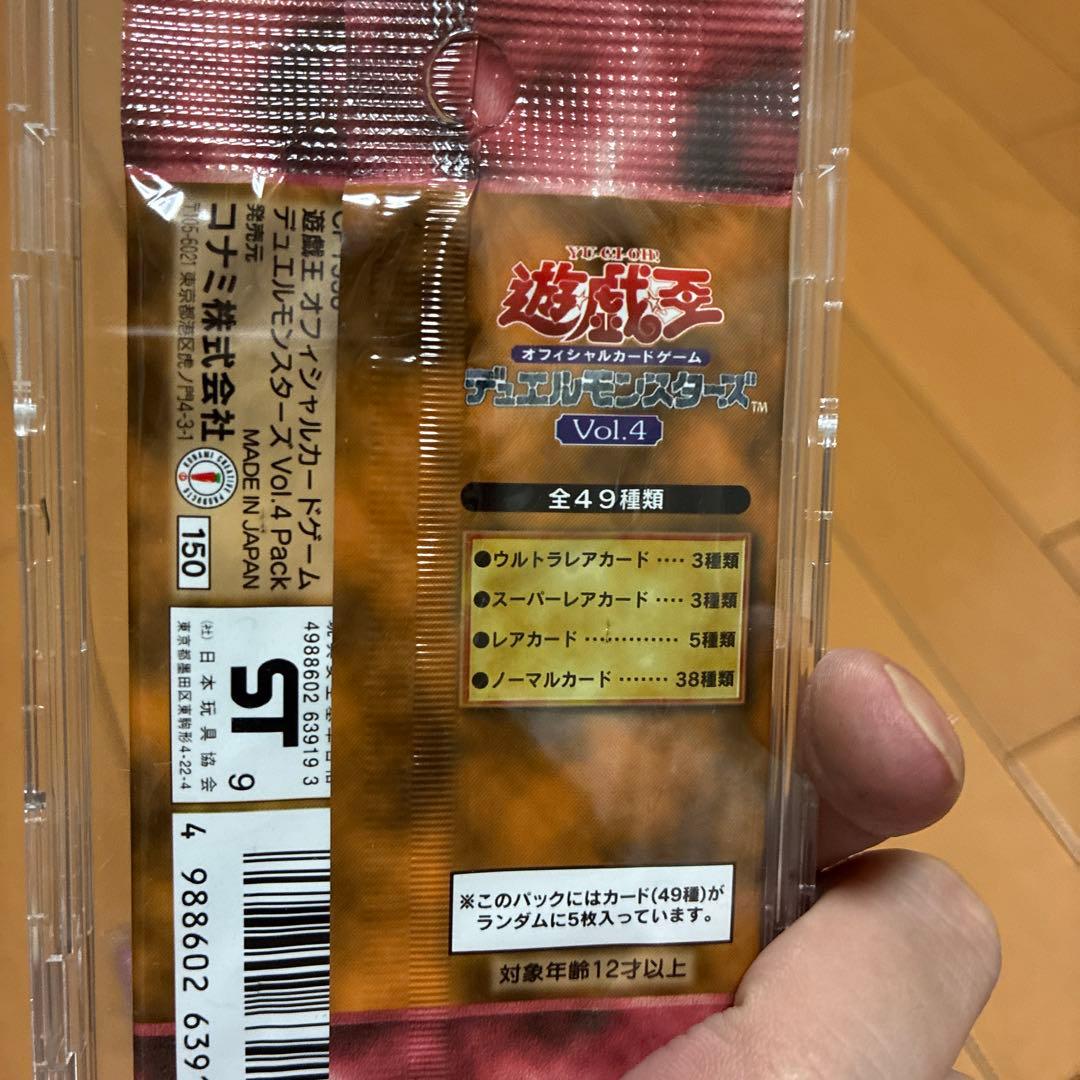 YU-GI-OH!
遊戯王
オフィシャルカードゲーム
デュエルモンスターズ™
Vol.4
全49種類
●ウルトラレアカード ‥‥ 3種類
●スーパーレアカード ‥‥ 3種類
●レアカード ‥‥‥‥‥‥ 5種類
●ノーマルカード ‥‥‥‥ 38種類
※このパックにはカード(49種)が
ランダムに5枚入っています。
対象年齢12才以上
遊戯王 オフィシャルカードゲーム
デュエルモンスターズ Vol.4 Pack
発売元
MADE IN JAPAN
コナミ株式会社
〒105-6021 東京都港区虎ノ門4-3-1
KONAMI CREATIVE PRODUCTS
150
4988602 63919 3
ST
9
(社)日本玩具協会
東京都墨田区東駒形4-22-4
4 988602 639